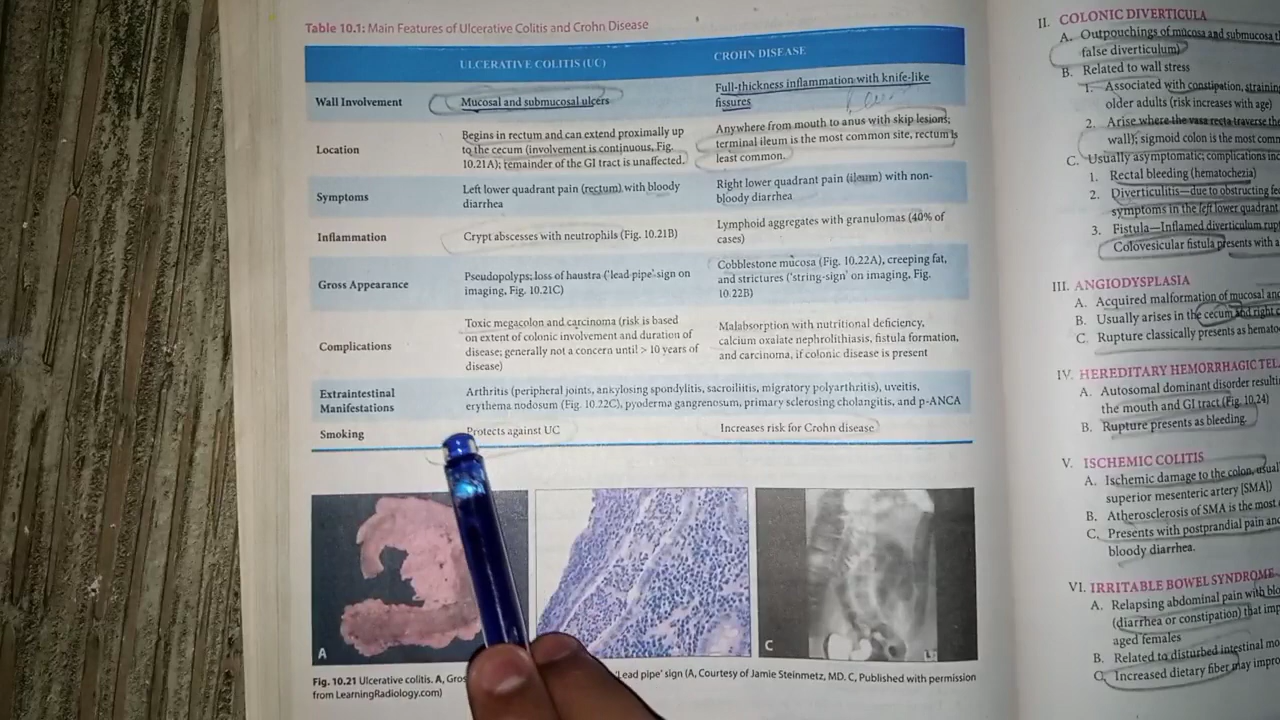 Table 10.1: Main Features of Ulcerative Colitis and Crohn Disease
ULCERATIVE COLITIS (UC)
CROHN DISEASE
Wall Involvement
Mucosal and submucosal ulcers
Full-thickness inflammation with knife-like
fissures
Location
Begins in rectum and can extend proximally up
to the cecum (involvement is continuous, Fig.
10.21A); remainder of the GI tract is unaffected.
Anywhere from mouth to anus with skip lesions;
terminal ileum is the most common site, rectum is
least common.
Symptoms
Left lower quadrant pain (rectum) with bloody
diarrhea
Right lower quadrant pain (ileum) with non-
bloody diarrhea
Inflammation
Crypt abscesses with neutrophils (Fig. 10.21B)
Lymphoid aggregates with granulomas (40% of
cases)
Gross Appearance
Pseudopolyps; loss of haustra ('lead pipe' sign on
imaging, Fig. 10.21C)
Cobblestone mucosa (Fig. 10.22A), creeping fat,
and strictures ('string-sign' on imaging, Fig.
10.22B)
Complications
Toxic megacolon and carcinoma (risk is based
on extent of colonic involvement and duration of
disease; generally not a concern until > 10 years of
disease)
Malabsorption with nutritional deficiency,
calcium oxalate nephrolithiasis, fistula formation,
and carcinoma, if colonic disease is present
Extraintestinal
Manifestations
Arthritis (peripheral joints, ankylosing spondylitis, sacroiliitis, migratory polyarthritis), uveitis,
erythema nodosum (Fig. 10.22C), pyoderma gangrenosum, primary sclerosing cholangitis, and p-ANCA
Smoking
Protects against UC
Increases risk for Crohn disease
A
C
Fig. 10.21 Ulcerative colitis. A, 'Lead pipe' sign (A, Courtesy of Jamie Steinmetz, MD. C, Published with permission
from LearningRadiology.com)
II. COLONIC DIVERTICULA
A. Outpouchings of mucosa and submucosa
false diverticulum)
B. Related to wall stress
1. Associated with constipation,
older adults (risk increases with age)
2. Arise where the vasa recta traverse the
wall); sigmoid colon is the most
C. Usually asymptomatic; complications
1. Rectal bleeding (hematochezia)
2. Diverticulitis—due to obstructing
symptoms in the left lower quadrant
3. Fistula—Inflamed diverticulum
Colovesicular fistula presents with
III. ANGIODYSPLASIA
A. Acquired malformation of mucosal
B. Usually arises in the cecum and right
C. Rupture classically presents as
IV. HEREDITARY HEMORRHAGIC
A. Autosomal dominant disorder
the mouth and GI tract (Fig. 10.24)
B. Rupture presents as bleeding.
V. ISCHEMIC COLITIS
A. Ischemic damage to the colon,
superior mesenteric artery [SMA])
B. Atherosclerosis of SMA is the most
C. Presents with postprandial pain and
bloody diarrhea.
VI. IRRITABLE BOWEL SYNDROME
A. Relapsing abdominal pain with
(diarrhea or constipation) that
aged females
B. Related to disturbed intestinal
C. Increased dietary fiber may